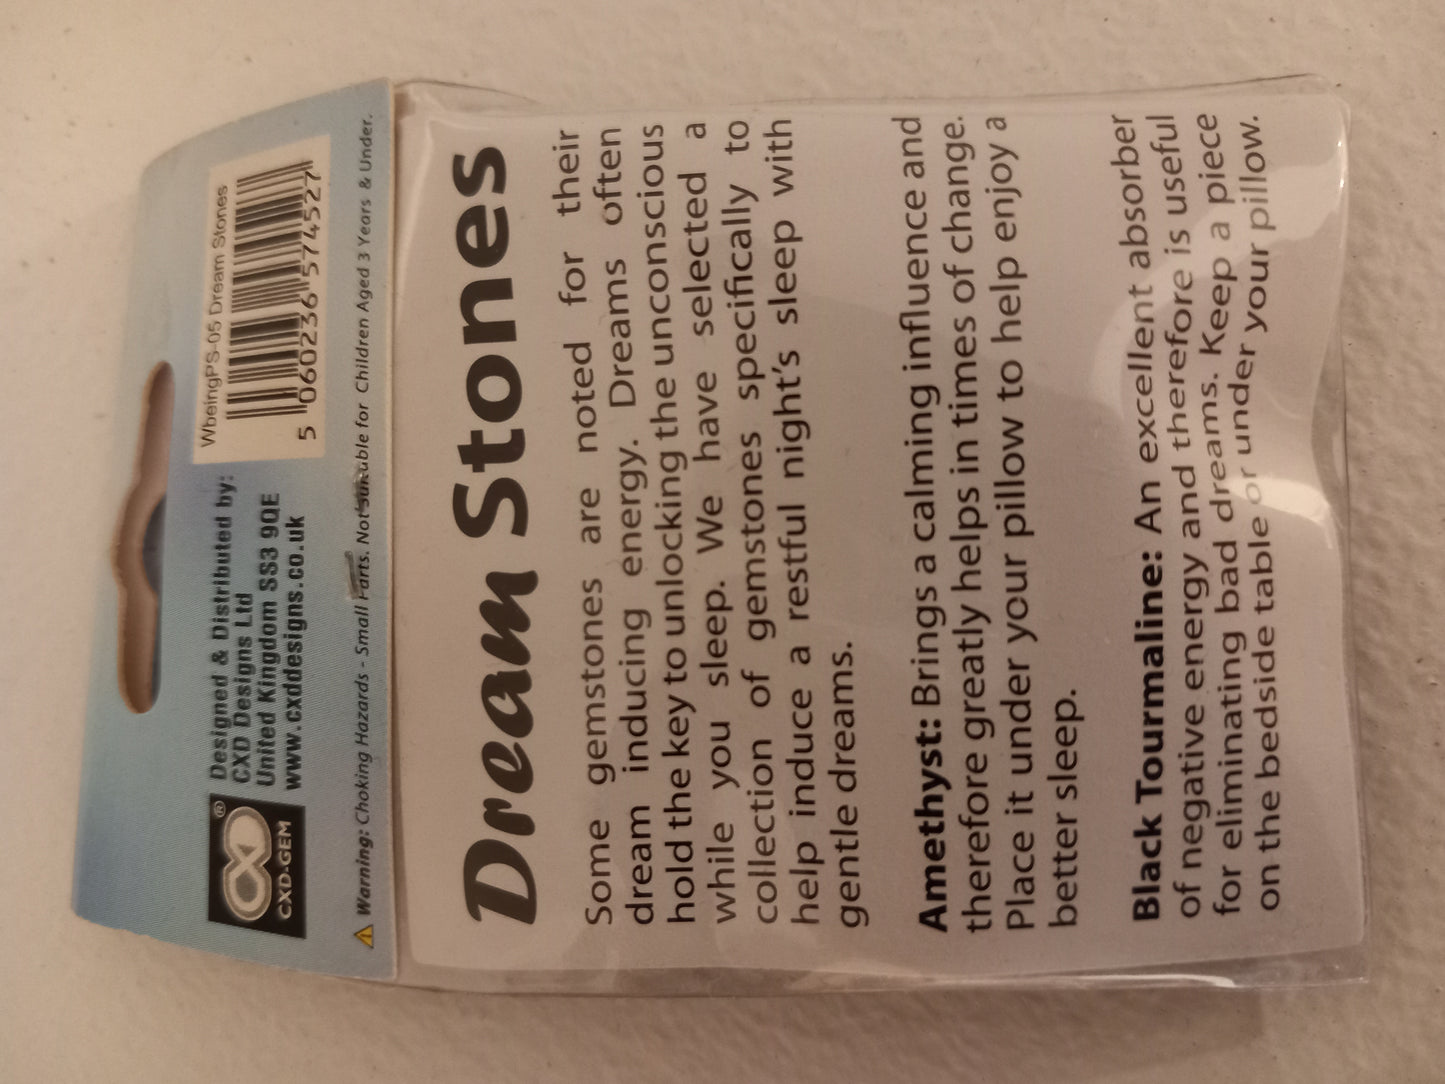 Designed & Distributed by:
CXD Designs Ltd
United Kingdom SS3 9QE
www.cxddesigns.co.uk
®
CXD-GEM
WbeingPS-05 Dream Stones
5 060236 574527
Warning: Choking Hazards - Small Parts. Not suitable for Children Aged 3 Years & Under.
Dream Stones
Some gemstones are noted for their
dream inducing energy. Dreams often
hold the key to unlocking the unconscious
while you sleep. We have selected a
collection of gemstones specifically to
help induce a restful night's sleep with
gentle dreams.
Amethyst: Brings a calming influence and
therefore greatly helps in times of change.
Place it under your pillow to help enjoy a
better sleep.
Black Tourmaline: An excellent absorber
of negative energy and therefore is useful
for eliminating bad dreams. Keep a piece
on the bedside table or under your pillow.